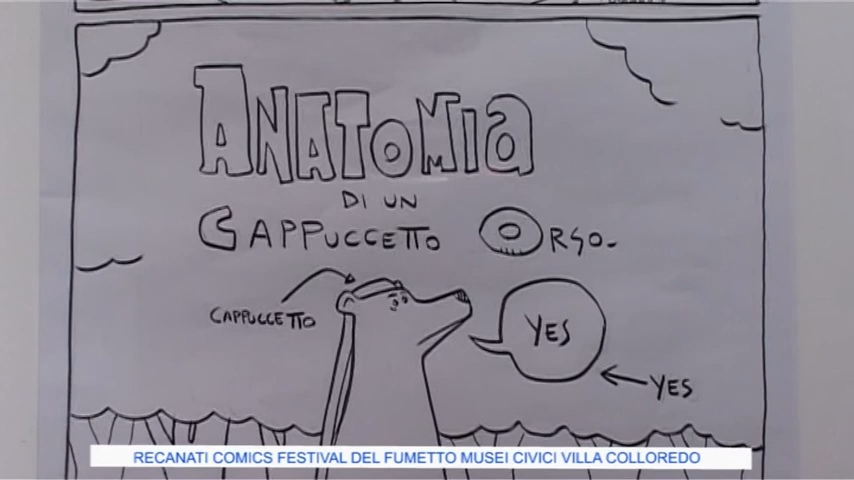 ANATOMIA
DI UN
CAPPUCCETTO ORSO.
CAPPUCCETTO
YES
YES
RECANATI COMICS FESTIVAL DEL FUMETTO MUSEI CIVICI VILLA COLLOREDO